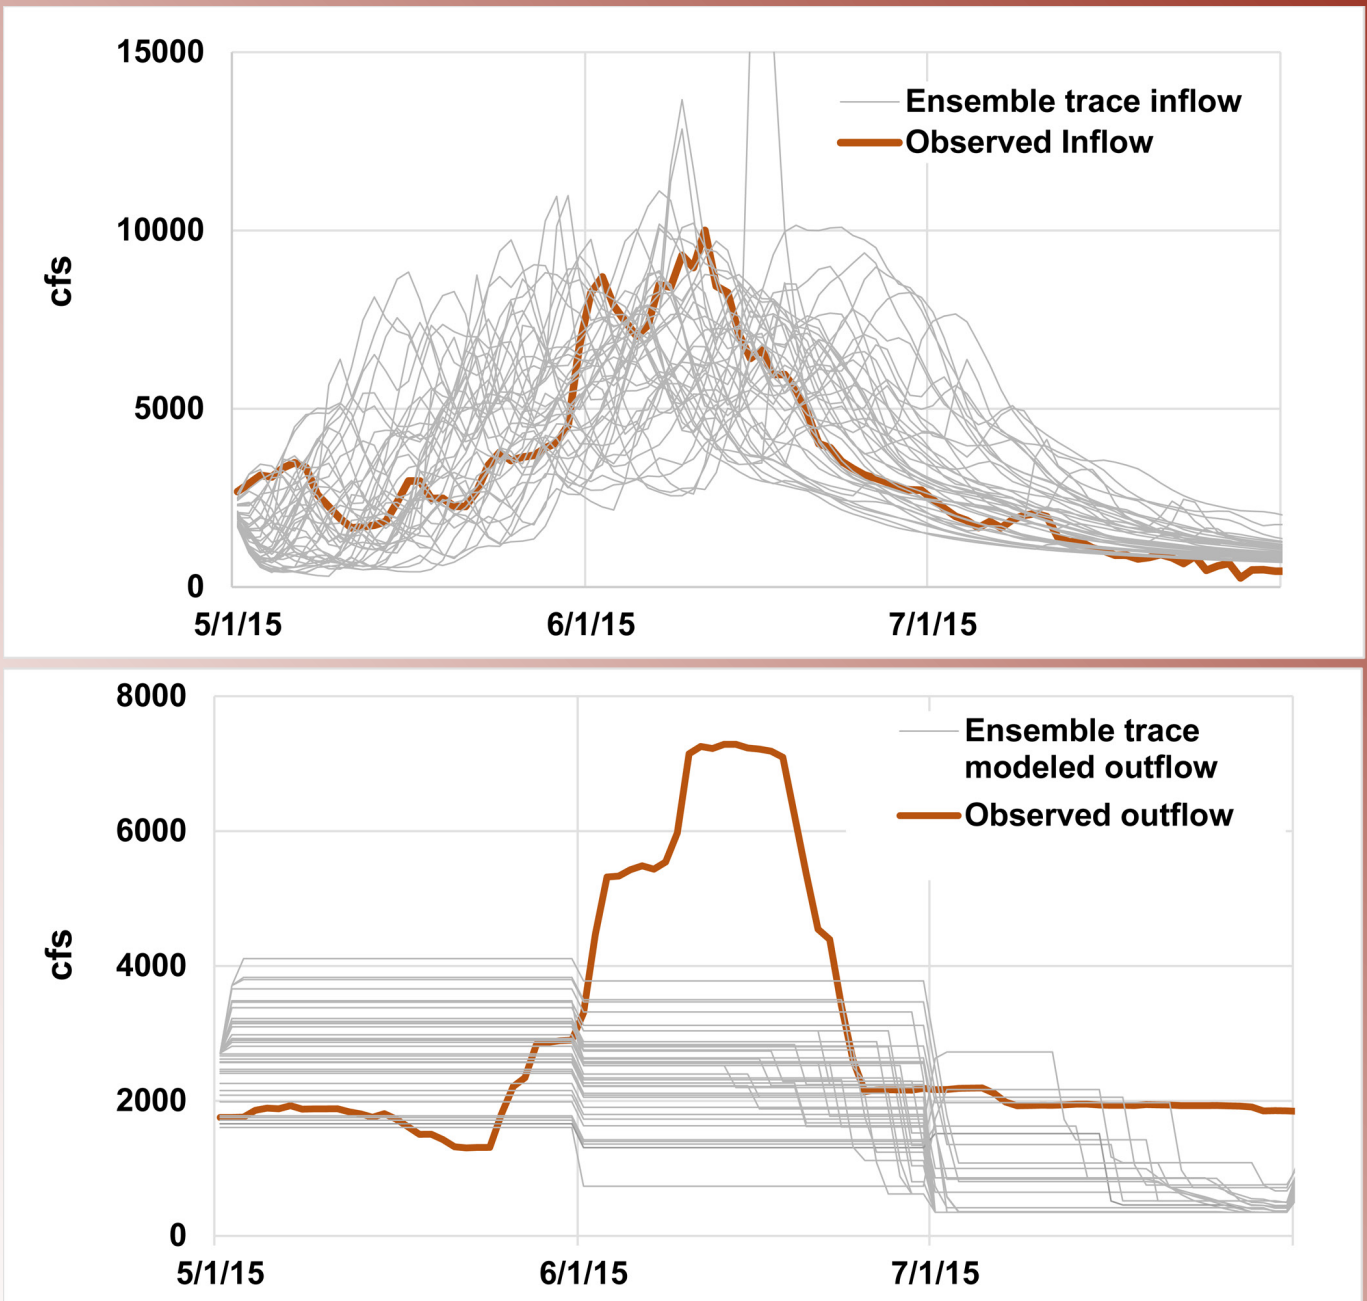 15000
10000
cfs
5000
0
5/1/15
6/1/15
7/1/15
Ensemble trace inflow
Observed Inflow
8000
6000
cfs
4000
2000
0
5/1/15
6/1/15
7/1/15
Ensemble trace
modeled outflow
Observed outflow